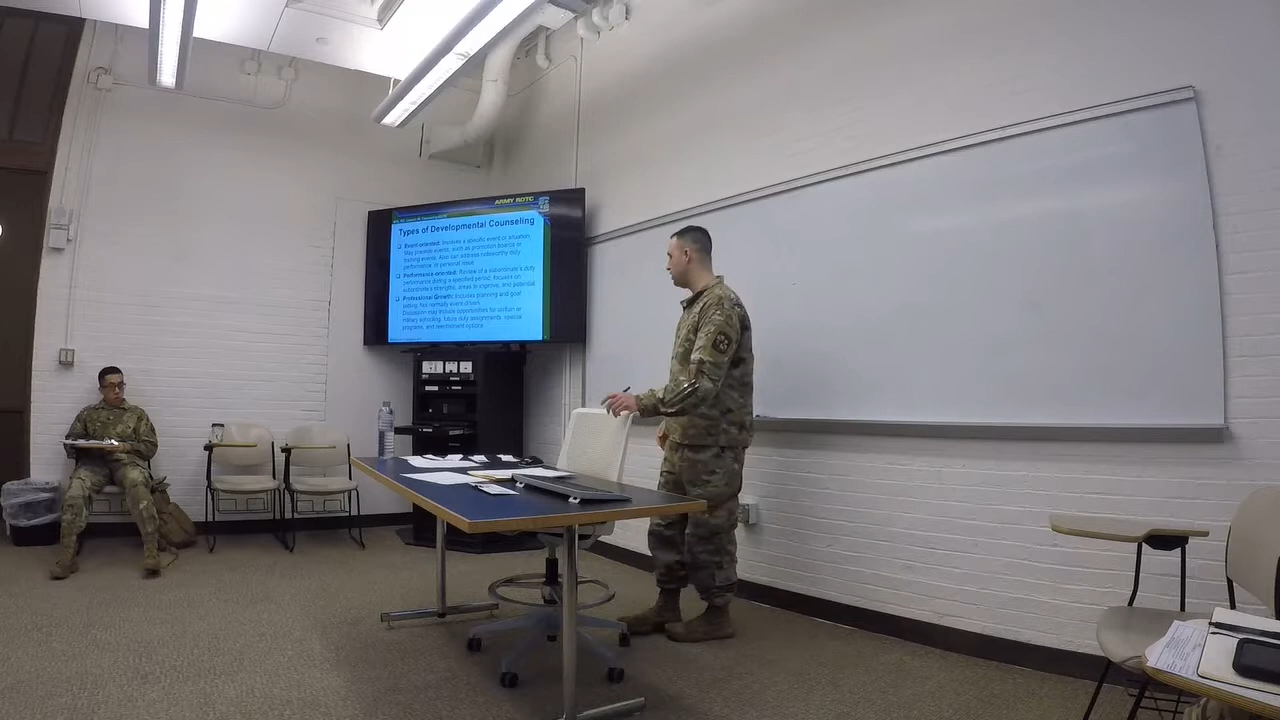 ARMY ROTC
Types of Developmental Counseling
Event-oriented: Involves a specific event or situation.
May precede events, such as promotion boards or
training events. Also can address noteworthy duty
performance or personal issue
Performance-oriented: Review of a subordinate's duty
performance during a specified period; focuses on
subordinate's strengths, areas to improve, and potential
Professional Growth: Includes planning and goal
setting. Not normally event driven.
Discussion may include opportunities for civilian or
military schooling, future duty assignments, special
programs, and reenlistment options